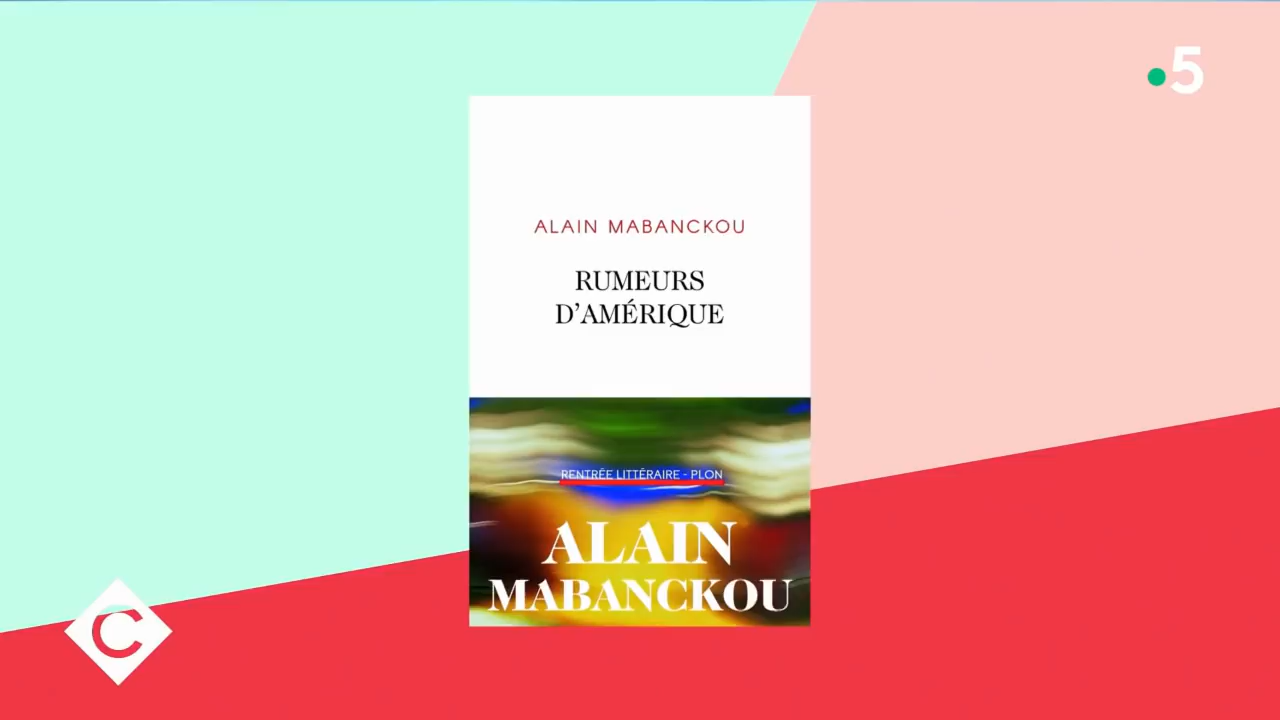 5
ALAIN MABANCKOU
RUMEURS
D'AMÉRIQUE
RENTRÉE LITTÉRAIRE - PLON
ALAIN
MABANCKOU
C